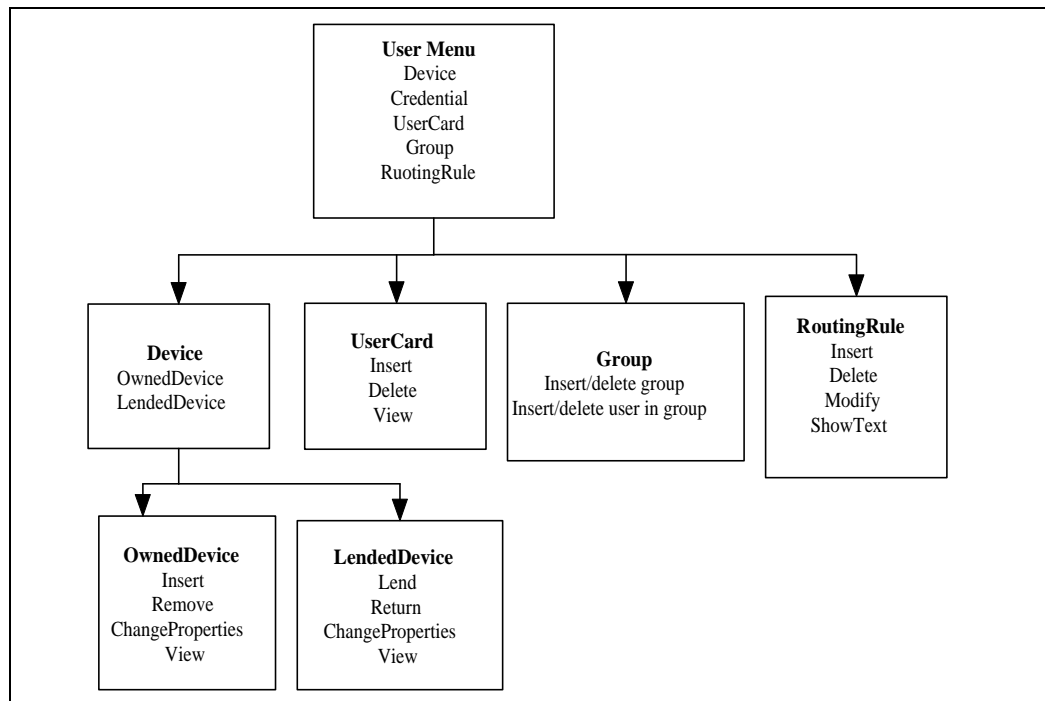 User Menu
Device
Credential
UserCard
Group
RuotingRule
Device
OwnedDevice
LendedDevice
UserCard
Insert
Delete
View
Group
Insert/delete group
Insert/delete user in group
RoutingRule
Insert
Delete
Modify
ShowText
OwnedDevice
Insert
Remove
ChangeProperties
View
LendedDevice
Lend
Return
ChangeProperties
View